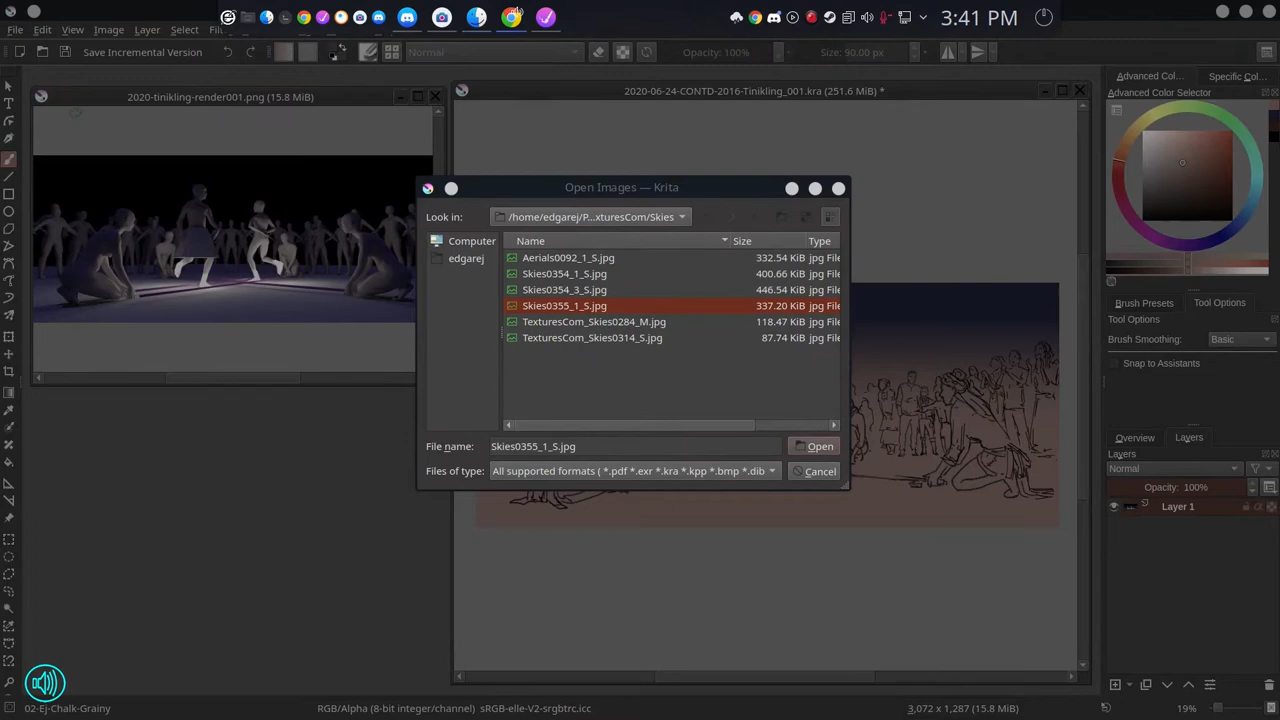 3:41 PM
File Edit View Image Layer Select
Save Incremental Version
Normal
Opacity: 100%
Size: 90.00 px
Advanced Col...
Specific Col...
2020-tinikling-render001.png (15.8 MiB)
2020-06-24-CONTD-2016-Tinikling_001.kra (251.6 MiB) *
Advanced Color Selector
Open Images — Krita
Look in:
/home/edgarej/P...xturesCom/Skies
Computer
edgarej
Name Size Type
Aerials0092_1_S.jpg 332.54 KiB jpg File
Skies0354_1_S.jpg 400.66 KiB jpg File
Skies0354_3_S.jpg 446.54 KiB jpg File
Skies0355_1_S.jpg 337.20 KiB jpg File
TexturesCom_Skies0284_M.jpg 118.47 KiB jpg File
TexturesCom_Skies0314_S.jpg 87.74 KiB jpg File
File name: Skies0355_1_S.jpg
Open
Files of type: All supported formats ( *.pdf *.exr *.kra *.kpp *.bmp *.dib
Cancel
Brush Presets
Tool Options
Tool Options
Brush Smoothing: Basic
Snap to Assistants
Overview
Layers
Layers
Normal
Opacity: 100%
Layer 1
02-Ej-Chalk-Grainy
RGB/Alpha (8-bit integer/channel) sRGB-elle-V2-srgbtrc.icc
3,072 x 1,287 (15.8 MiB)
19%